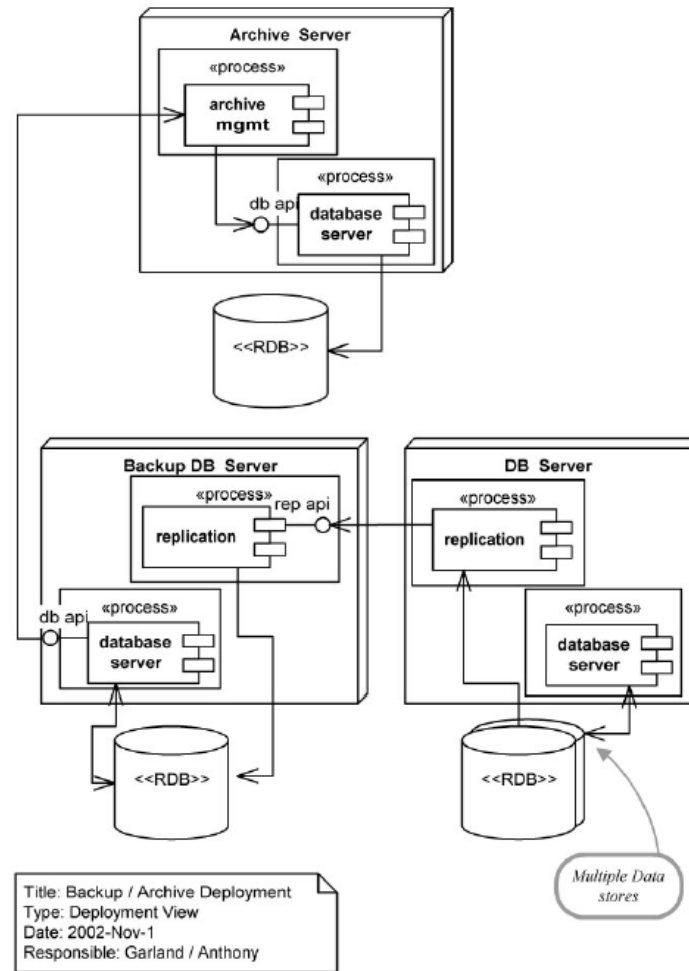 Archive Server
«process»
archive
mgmt
«process»
db api
database
server
<<RDB>>
Backup DB Server
«process»
rep api
replication
«process»
db api
database
server
<<RDB>>
DB Server
«process»
replication
«process»
database
server
<<RDB>>
Multiple Data
stores
Title: Backup / Archive Deployment
Type: Deployment View
Date: 2002-Nov-1
Responsible: Garland / Anthony